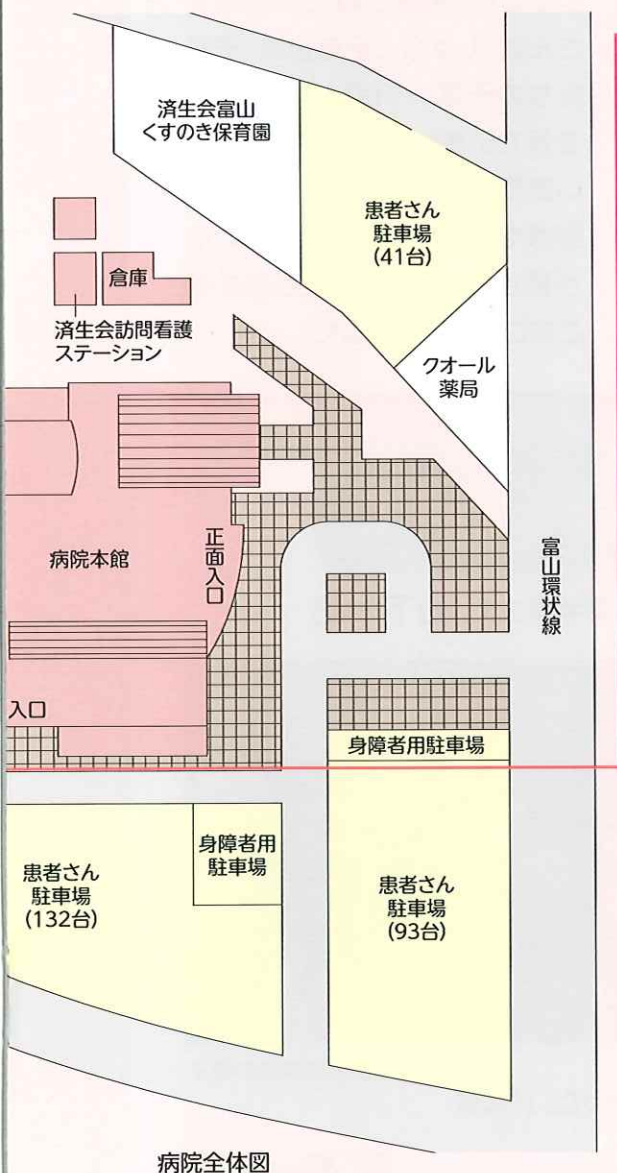 済生会富山
くすのき保育園
患者さん
駐車場
(41台)
倉庫
済生会訪問看護
ステーション
クオール
薬局
病院本館
正面入口
富山環状線
入口
身障者用駐車場
身障者用
駐車場
患者さん
駐車場
(132台)
患者さん
駐車場
(93台)
病院全体図